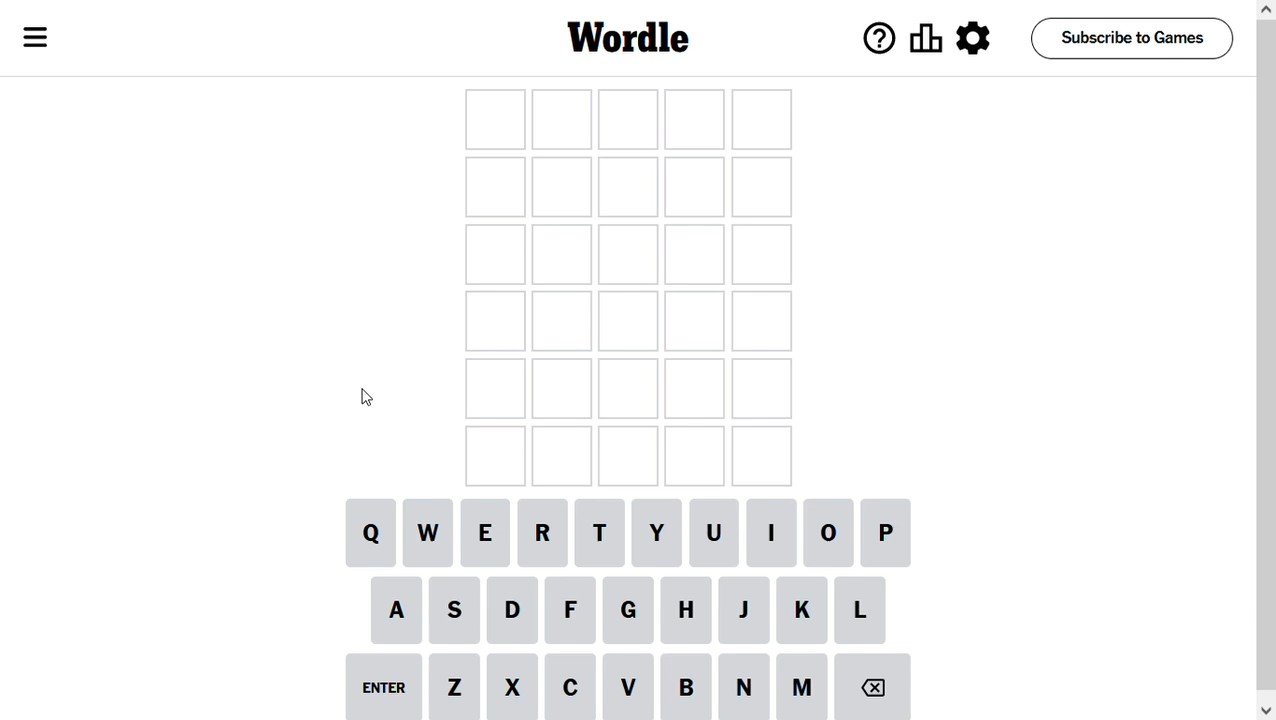 Wordle
Subscribe to Games
Q W E R T Y U I O P
A S D F G H J K L
ENTER Z X C V B N M